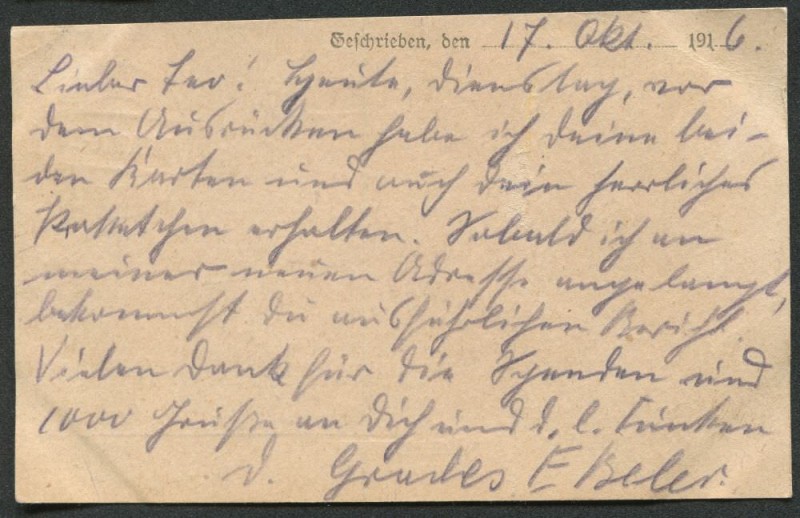 Geschrieben, den 17. Okt. 1916.
Lieber Leo! Heute, Dienstag, vor
dem Ausrücken habe ich deine bei-
den Karten und auch dein herrliches
Paketchen erhalten. Sobald ich an
meiner neuen Adresse angelangt,
bekommst du ausführlichen Bericht.
Vielen Dank für die Spenden und
1000 Grüße an Dich und d. l. Tanten
d.